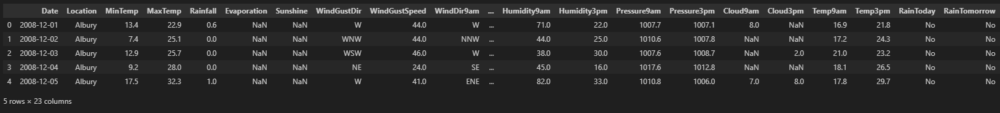 Date Location MinTemp MaxTemp Rainfall Evaporation Sunshine WindGustDir WindGustSpeed WindDir9am ... Humidity9am Humidity3pm Pressure9am Pressure3pm Cloud9am Cloud3pm Temp9am Temp3pm RainToday RainTomorrow
0 2008-12-01 Albury 13.4 22.9 0.6 NaN NaN W 44.0 W ... 71.0 22.0 1007.7 1007.1 8.0 NaN 16.9 21.8 No No
1 2008-12-02 Albury 7.4 25.1 0.0 NaN NaN WNW 44.0 NNW ... 44.0 25.0 1010.6 1007.8 NaN NaN 17.2 24.3 No No
2 2008-12-03 Albury 12.9 25.7 0.0 NaN NaN WSW 46.0 W ... 38.0 30.0 1007.6 1008.7 NaN 2.0 21.0 23.2 No No
3 2008-12-04 Albury 9.2 28.0 0.0 NaN NaN NE 24.0 SE ... 45.0 16.0 1017.6 1012.8 NaN NaN 18.1 26.5 No No
4 2008-12-05 Albury 17.5 32.3 1.0 NaN NaN W 41.0 ENE ... 82.0 33.0 1010.8 1006.0 7.0 8.0 17.8 29.7 No No
5 rows × 23 columns